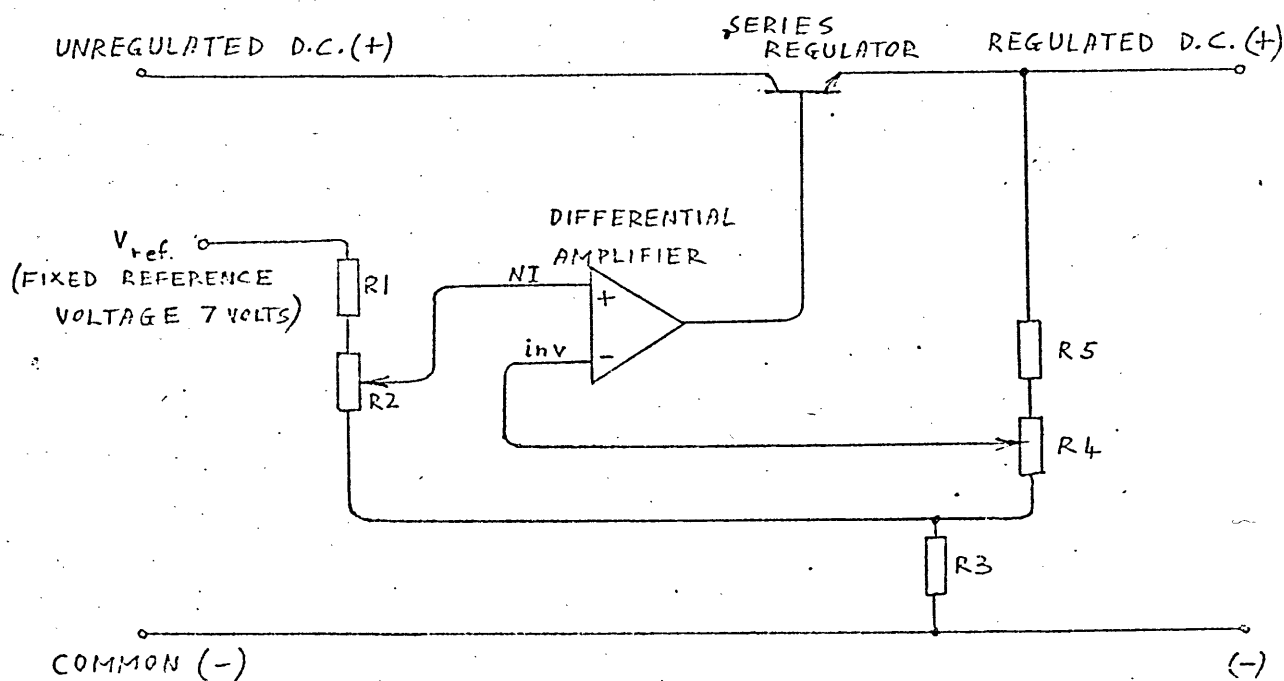 UNREGULATED D.C.(+)
SERIES
REGULATOR
REGULATED D.C.(+)
DIFFERENTIAL
AMPLIFIER
Vref.
(FIXED REFERENCE
VOLTAGE 7 VOLTS)
R1
NI
+
inv
-
R2
R5
R4
R3
COMMON (-)
(-)